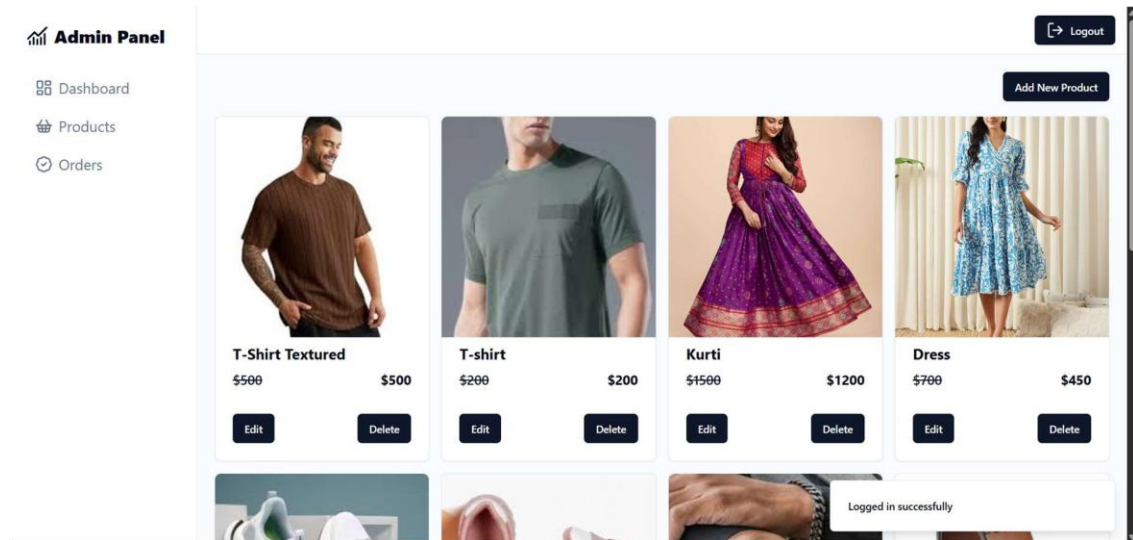 Admin Panel
Logout
Dashboard
Products
Orders
Add New Product
T-Shirt Textured
$500 $500
Edit Delete
T-shirt
$200 $200
Edit Delete
Kurti
$1500 $1200
Edit Delete
Dress
$700 $450
Edit Delete
Logged in successfully